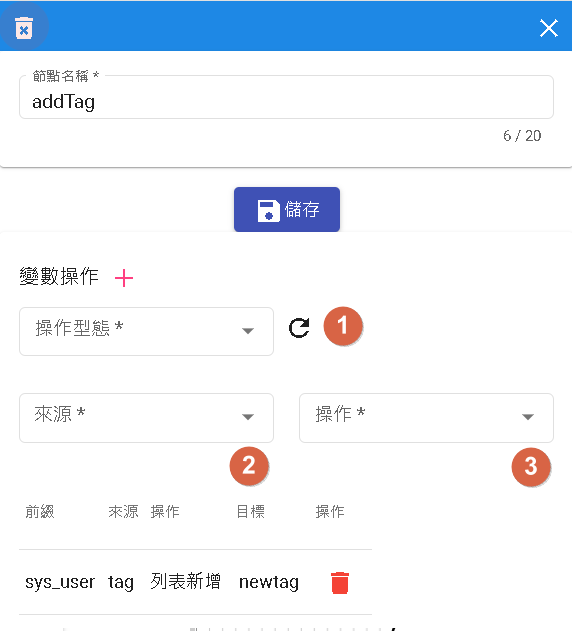 節點名稱 *
addTag
6 / 20
儲存
變數操作
操作型態 *
1
來源 * 操作 *
2 3
前綴 來源 操作 目標 操作
sys_user tag 列表新增 newtag